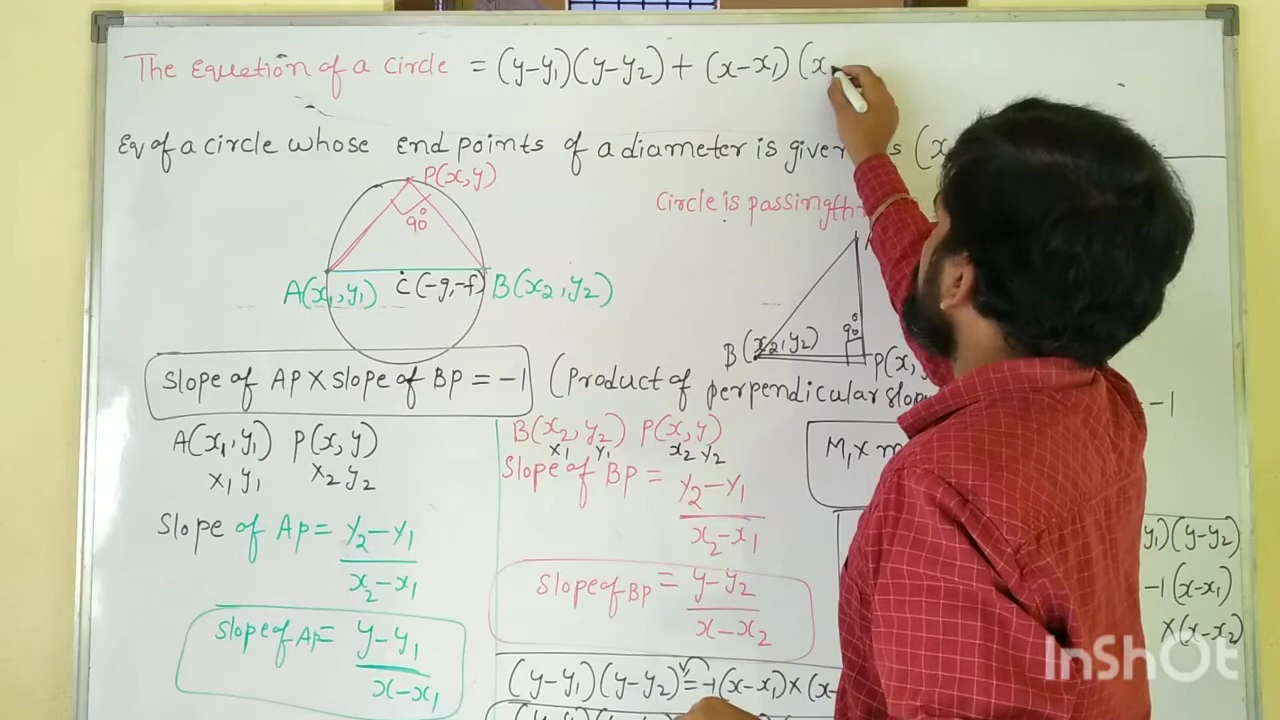 The Equation of a circle = (y-y₁)(y-y₂) + (x-x₁)(x
Eq of a circle whose end points of a diameter is given s (x
P(x,y)
90°
Circle is passing
A(x₁,y₁) C(-g,-f) B(x₂,y₂)
90°
B(x₂,y₂) P(x,
Slope of AP X Slope of BP = -1 (Product of perpendicular slop -1
A(x₁,y₁) P(x,y)
x₁ y₁ x₂ y₂
Slope of AP = y₂-y₁
x₂-x₁
Slope of AP = y-y₁
x-x₁
B(x₂,y₂) P(x,y)
x₁ y₁ x₂ y₂
Slope of BP = y₂-y₁
x₂-x₁
Slope of BP = y-y₂
x-x₂
(y-y₁)(y-y₂) = -1(x-x₁)×(x-
M₁ × m
y₁)(y-y₂)
-1(x-x₁)
×(x-x₂)
InShOt